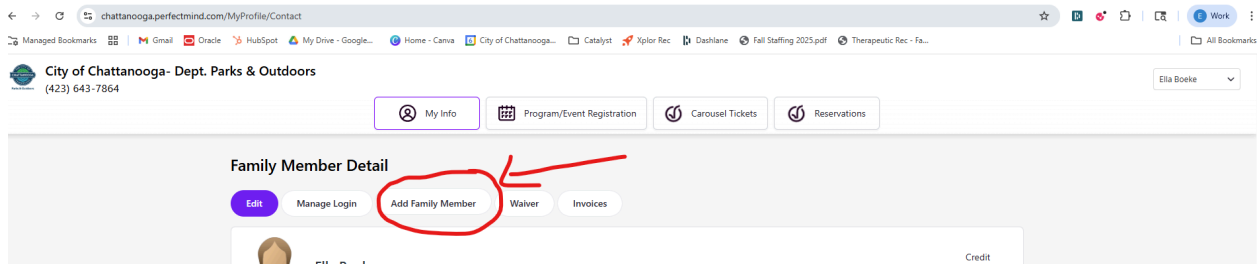 chattanooga.perfectmind.com/MyProfile/Contact
Work
Managed Bookmarks Gmail Oracle HubSpot My Drive - Google... Home - Canva City of Chattanooga... Catalyst Xplor Rec Dashlane Fall Staffing 2025.pdf Therapeutic Rec - Fa... All Bookmarks
City of Chattanooga- Dept. Parks & Outdoors
(423) 643-7864
Ella Boeke
My Info Program/Event Registration Carousel Tickets Reservations
Family Member Detail
Edit Manage Login Add Family Member Waiver Invoices
Credit